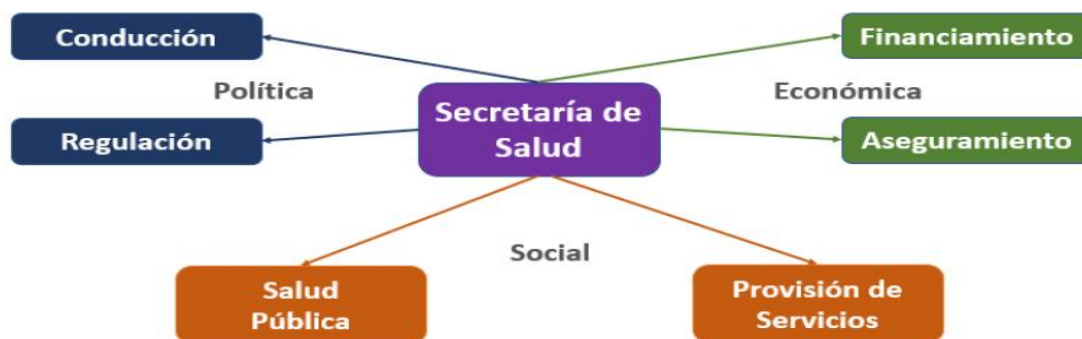 Conducción
Financiamiento
Política
Económica
Secretaría de
Salud
Regulación
Aseguramiento
Social
Salud
Pública
Provisión de
Servicios